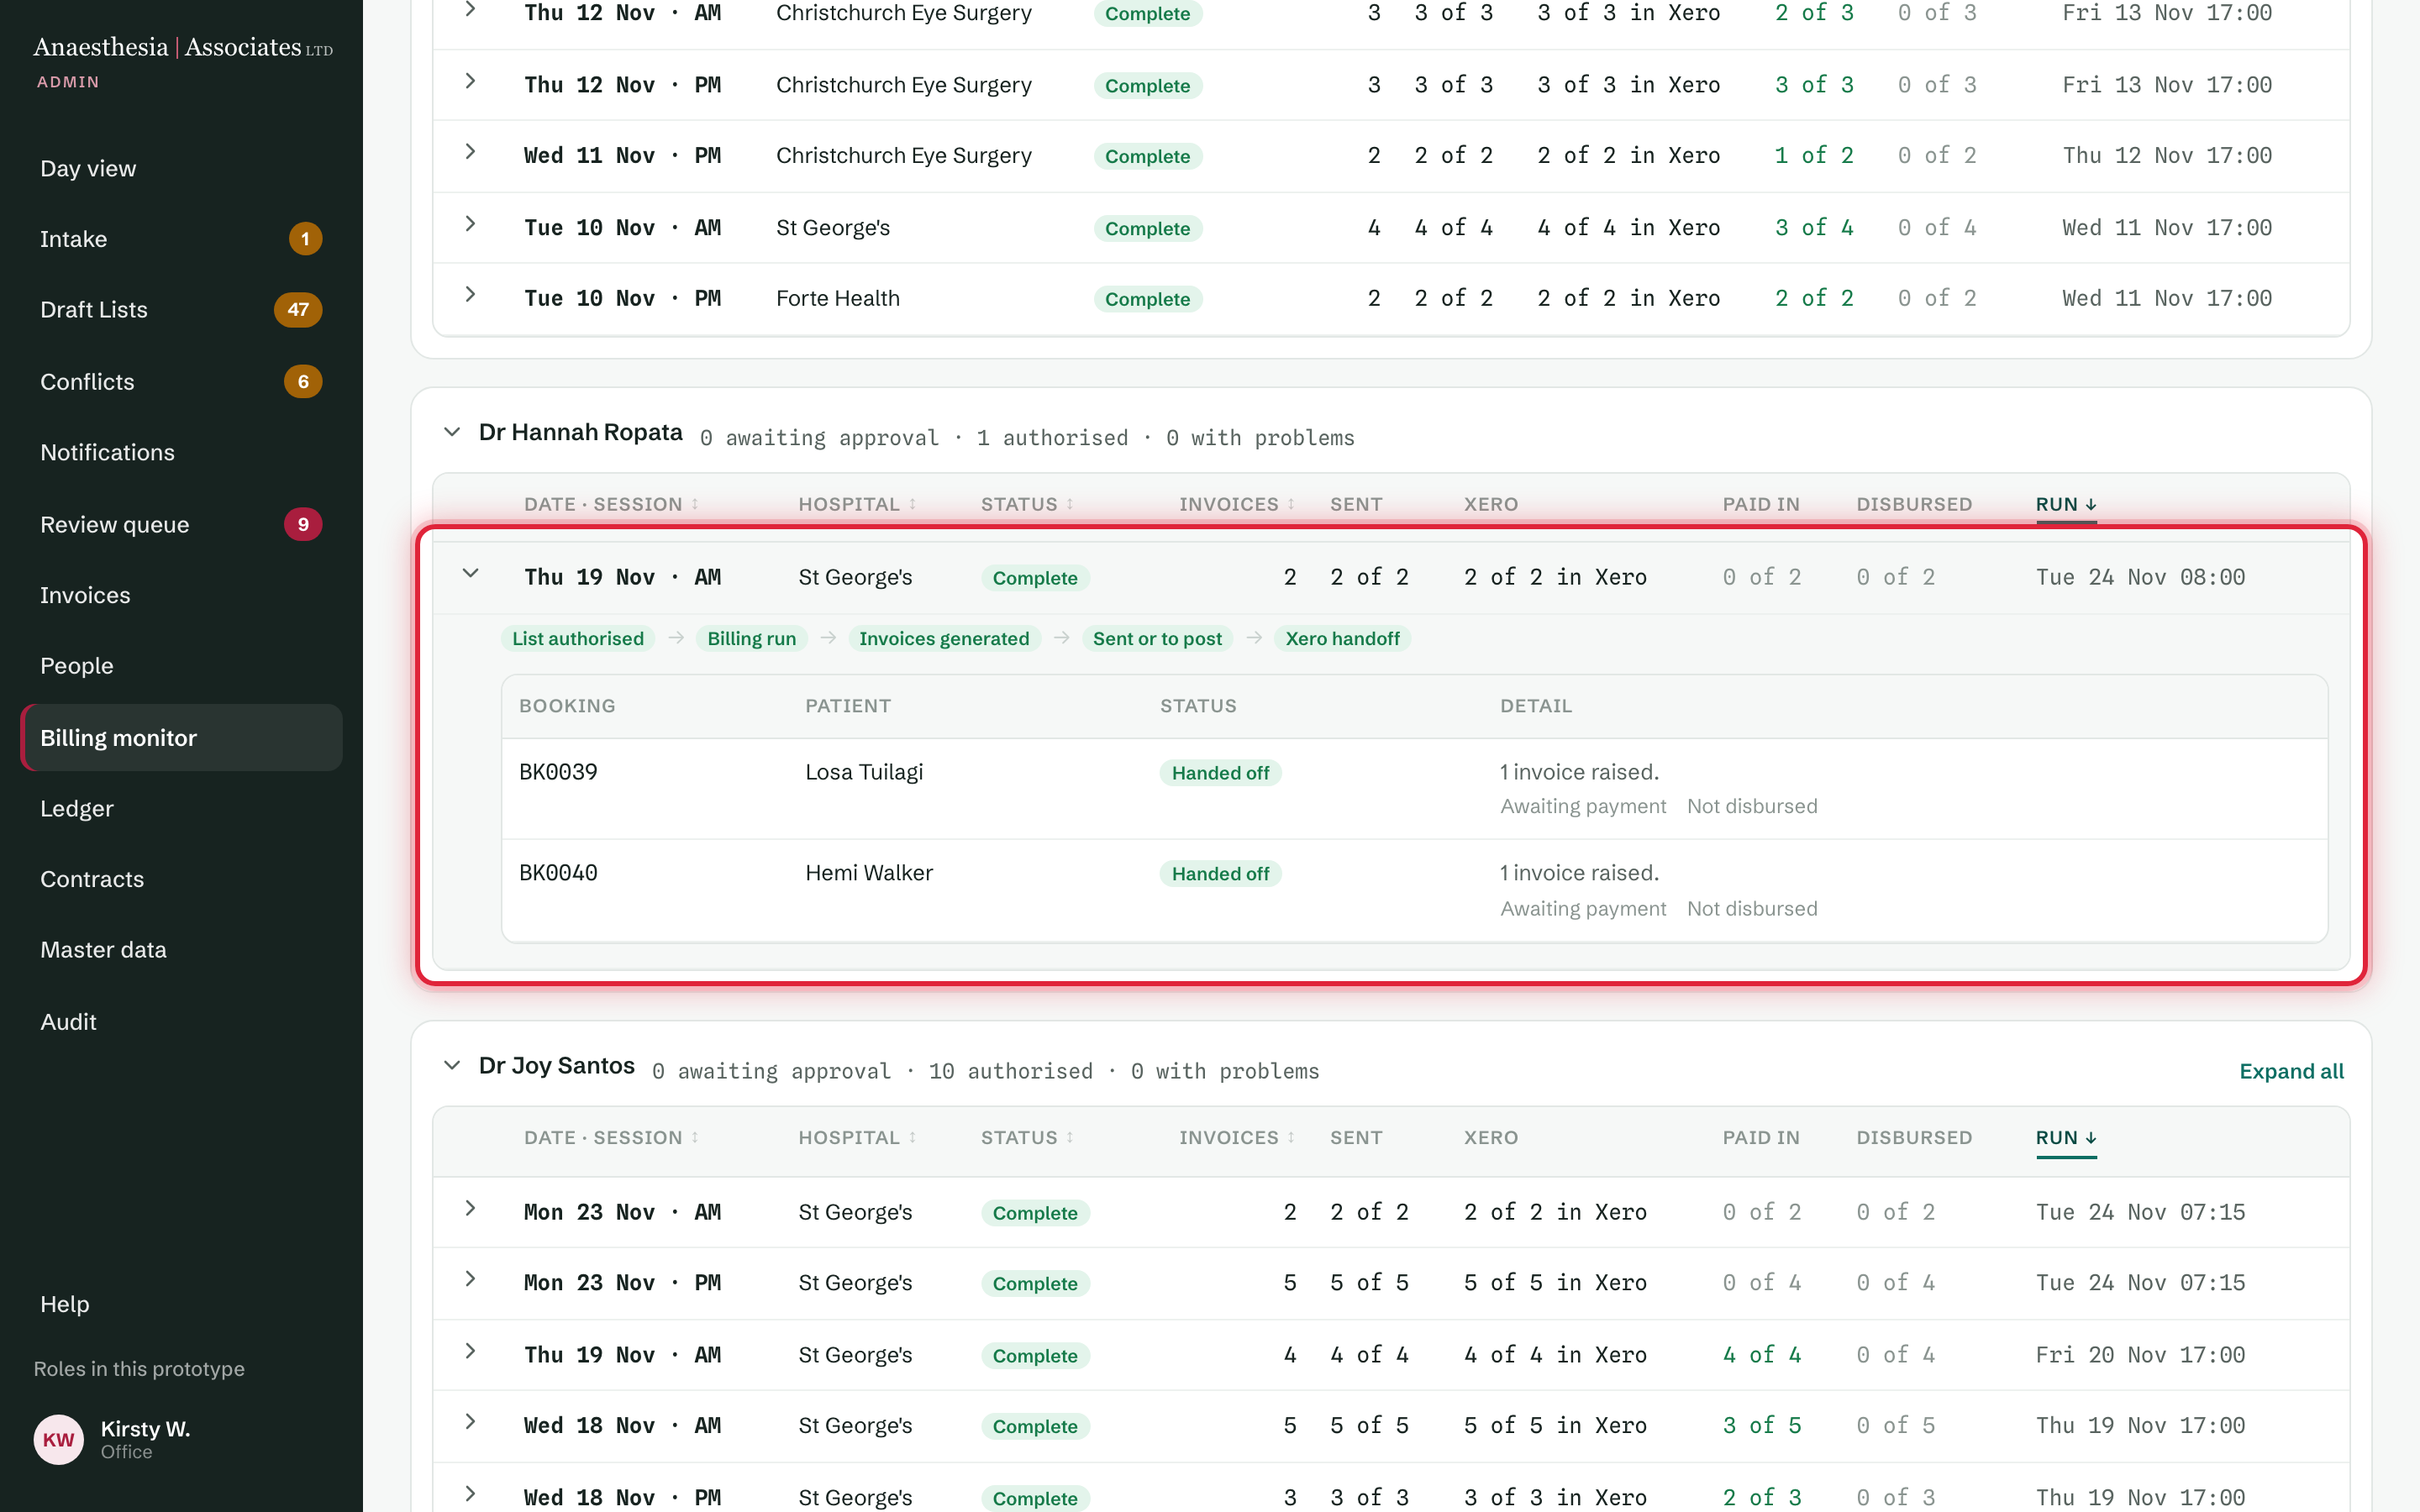 Anaesthesia | Associates LTD
ADMIN
Day view
Intake 1
Draft Lists 47
Conflicts 6
Notifications
Review queue 9
Invoices
People
Billing monitor
Ledger
Contracts
Master data
Audit
Help
Roles in this prototype
KW Kirsty W.
Office
Thu 12 Nov · AM Christchurch Eye Surgery Complete 3 3 of 3 3 of 3 in Xero 2 of 3 0 of 3 Fri 13 Nov 17:00
Thu 12 Nov · PM Christchurch Eye Surgery Complete 3 3 of 3 3 of 3 in Xero 3 of 3 0 of 3 Fri 13 Nov 17:00
Wed 11 Nov · PM Christchurch Eye Surgery Complete 2 2 of 2 2 of 2 in Xero 1 of 2 0 of 2 Thu 12 Nov 17:00
Tue 10 Nov · AM St George's Complete 4 4 of 4 4 of 4 in Xero 3 of 4 0 of 4 Wed 11 Nov 17:00
Tue 10 Nov · PM Forte Health Complete 2 2 of 2 2 of 2 in Xero 2 of 2 0 of 2 Wed 11 Nov 17:00
Dr Hannah Ropata 0 awaiting approval · 1 authorised · 0 with problems
DATE · SESSION ↕ HOSPITAL ↕ STATUS ↕ INVOICES ↕ SENT XERO PAID IN DISBURSED RUN ↓
Thu 19 Nov · AM St George's Complete 2 2 of 2 2 of 2 in Xero 0 of 2 0 of 2 Tue 24 Nov 08:00
List authorised → Billing run → Invoices generated → Sent or to post → Xero handoff
BOOKING PATIENT STATUS DETAIL
BK0039 Losa Tuilagi Handed off 1 invoice raised.
Awaiting payment Not disbursed
BK0040 Hemi Walker Handed off 1 invoice raised.
Awaiting payment Not disbursed
Dr Joy Santos 0 awaiting approval · 10 authorised · 0 with problems Expand all
DATE · SESSION ↕ HOSPITAL ↕ STATUS ↕ INVOICES ↕ SENT XERO PAID IN DISBURSED RUN ↓
Mon 23 Nov · AM St George's Complete 2 2 of 2 2 of 2 in Xero 0 of 2 0 of 2 Tue 24 Nov 07:15
Mon 23 Nov · PM St George's Complete 5 5 of 5 5 of 5 in Xero 0 of 4 0 of 4 Tue 24 Nov 07:15
Thu 19 Nov · AM St George's Complete 4 4 of 4 4 of 4 in Xero 4 of 4 0 of 4 Fri 20 Nov 17:00
Wed 18 Nov · AM St George's Complete 5 5 of 5 5 of 5 in Xero 3 of 5 0 of 5 Thu 19 Nov 17:00
Wed 18 Nov · PM St George's Complete 3 3 of 3 3 of 3 in Xero 2 of 3 0 of 3 Thu 19 Nov 17:00